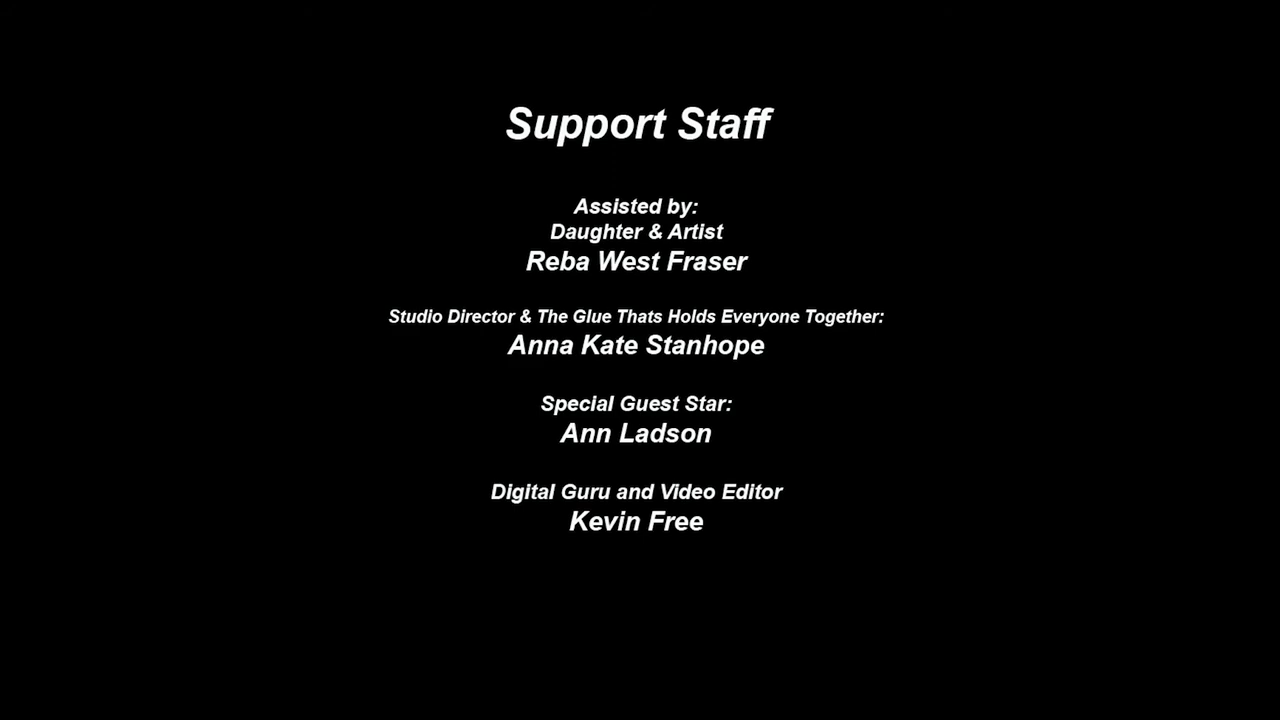 Support Staff
Assisted by:
Daughter & Artist
Reba West Fraser
Studio Director & The Glue Thats Holds Everyone Together:
Anna Kate Stanhope
Special Guest Star:
Ann Ladson
Digital Guru and Video Editor
Kevin Free